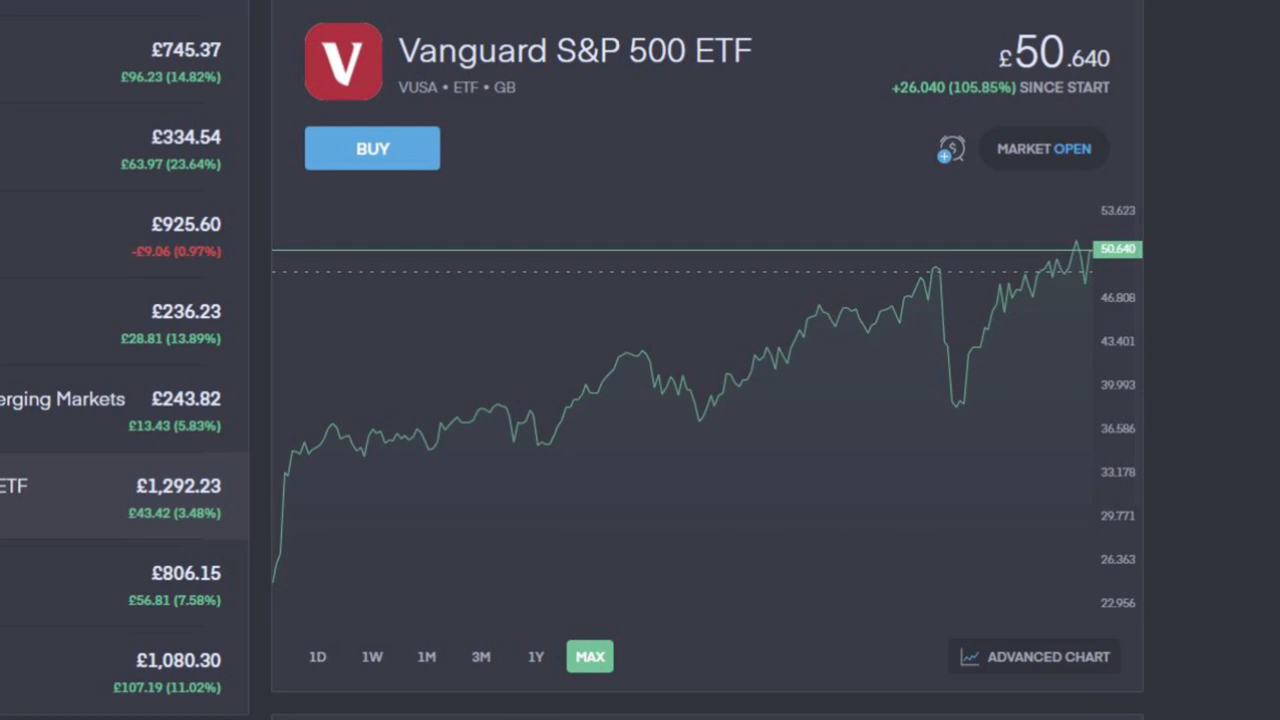 £745.37
£96.23 (14.82%)
£334.54
£63.97 (23.64%)
£925.60
-£9.06 (0.97%)
£236.23
£28.81 (13.89%)
erging Markets £243.82
£13.43 (5.83%)
ETF £1,292.23
£43.42 (3.48%)
£806.15
£56.81 (7.58%)
£1,080.30
£107.19 (11.02%)
V
Vanguard S&P 500 ETF
VUSA • ETF • GB
£50.640
+26.040 (105.85%) SINCE START
BUY
MARKET OPEN
53.623
50.640
46.808
43.401
39.993
36.586
33.178
29.771
26.363
22.956
1D 1W 1M 3M 1Y MAX
ADVANCED CHART